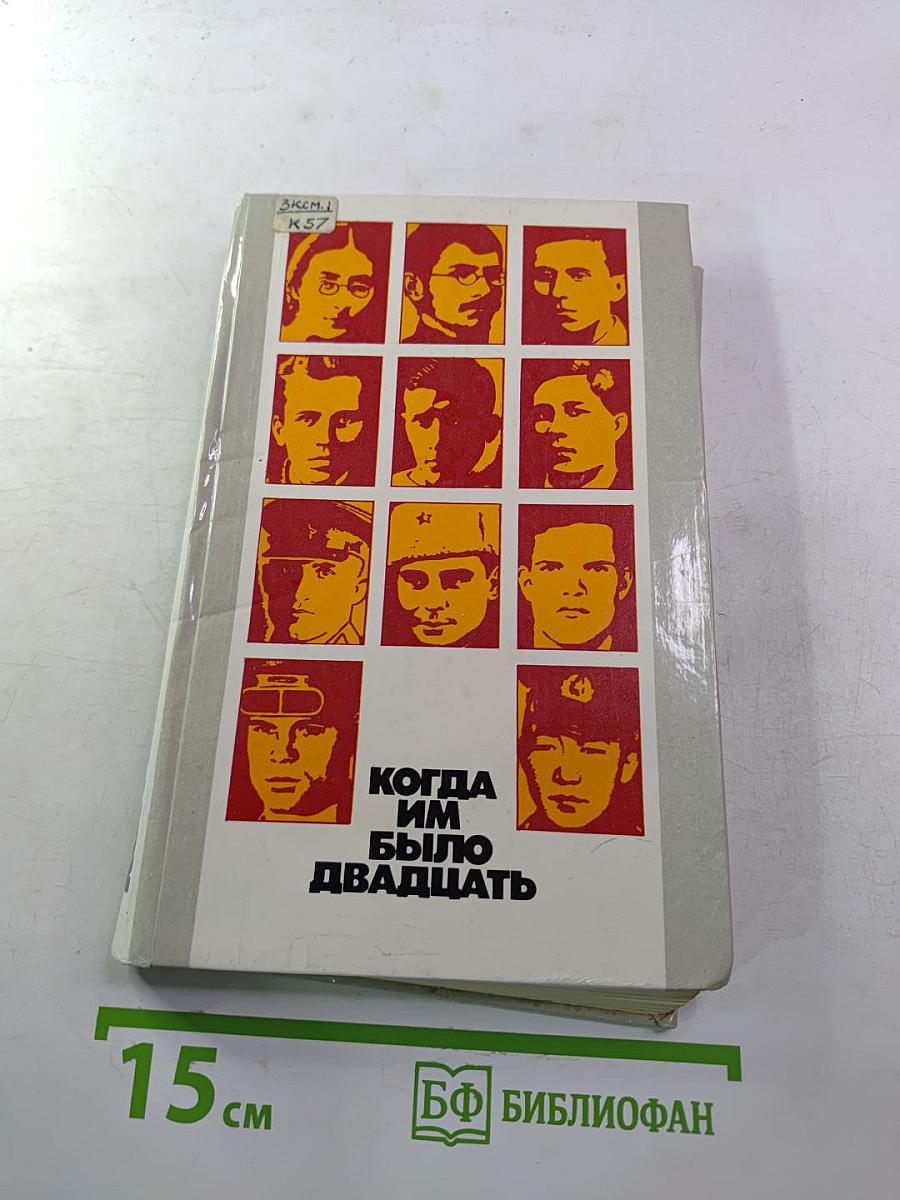 3КСМ.1
К57
КОГДА
ИМ
БЫЛО
ДВАДЦАТЬ
15 см
БФ БИБЛИОФАН